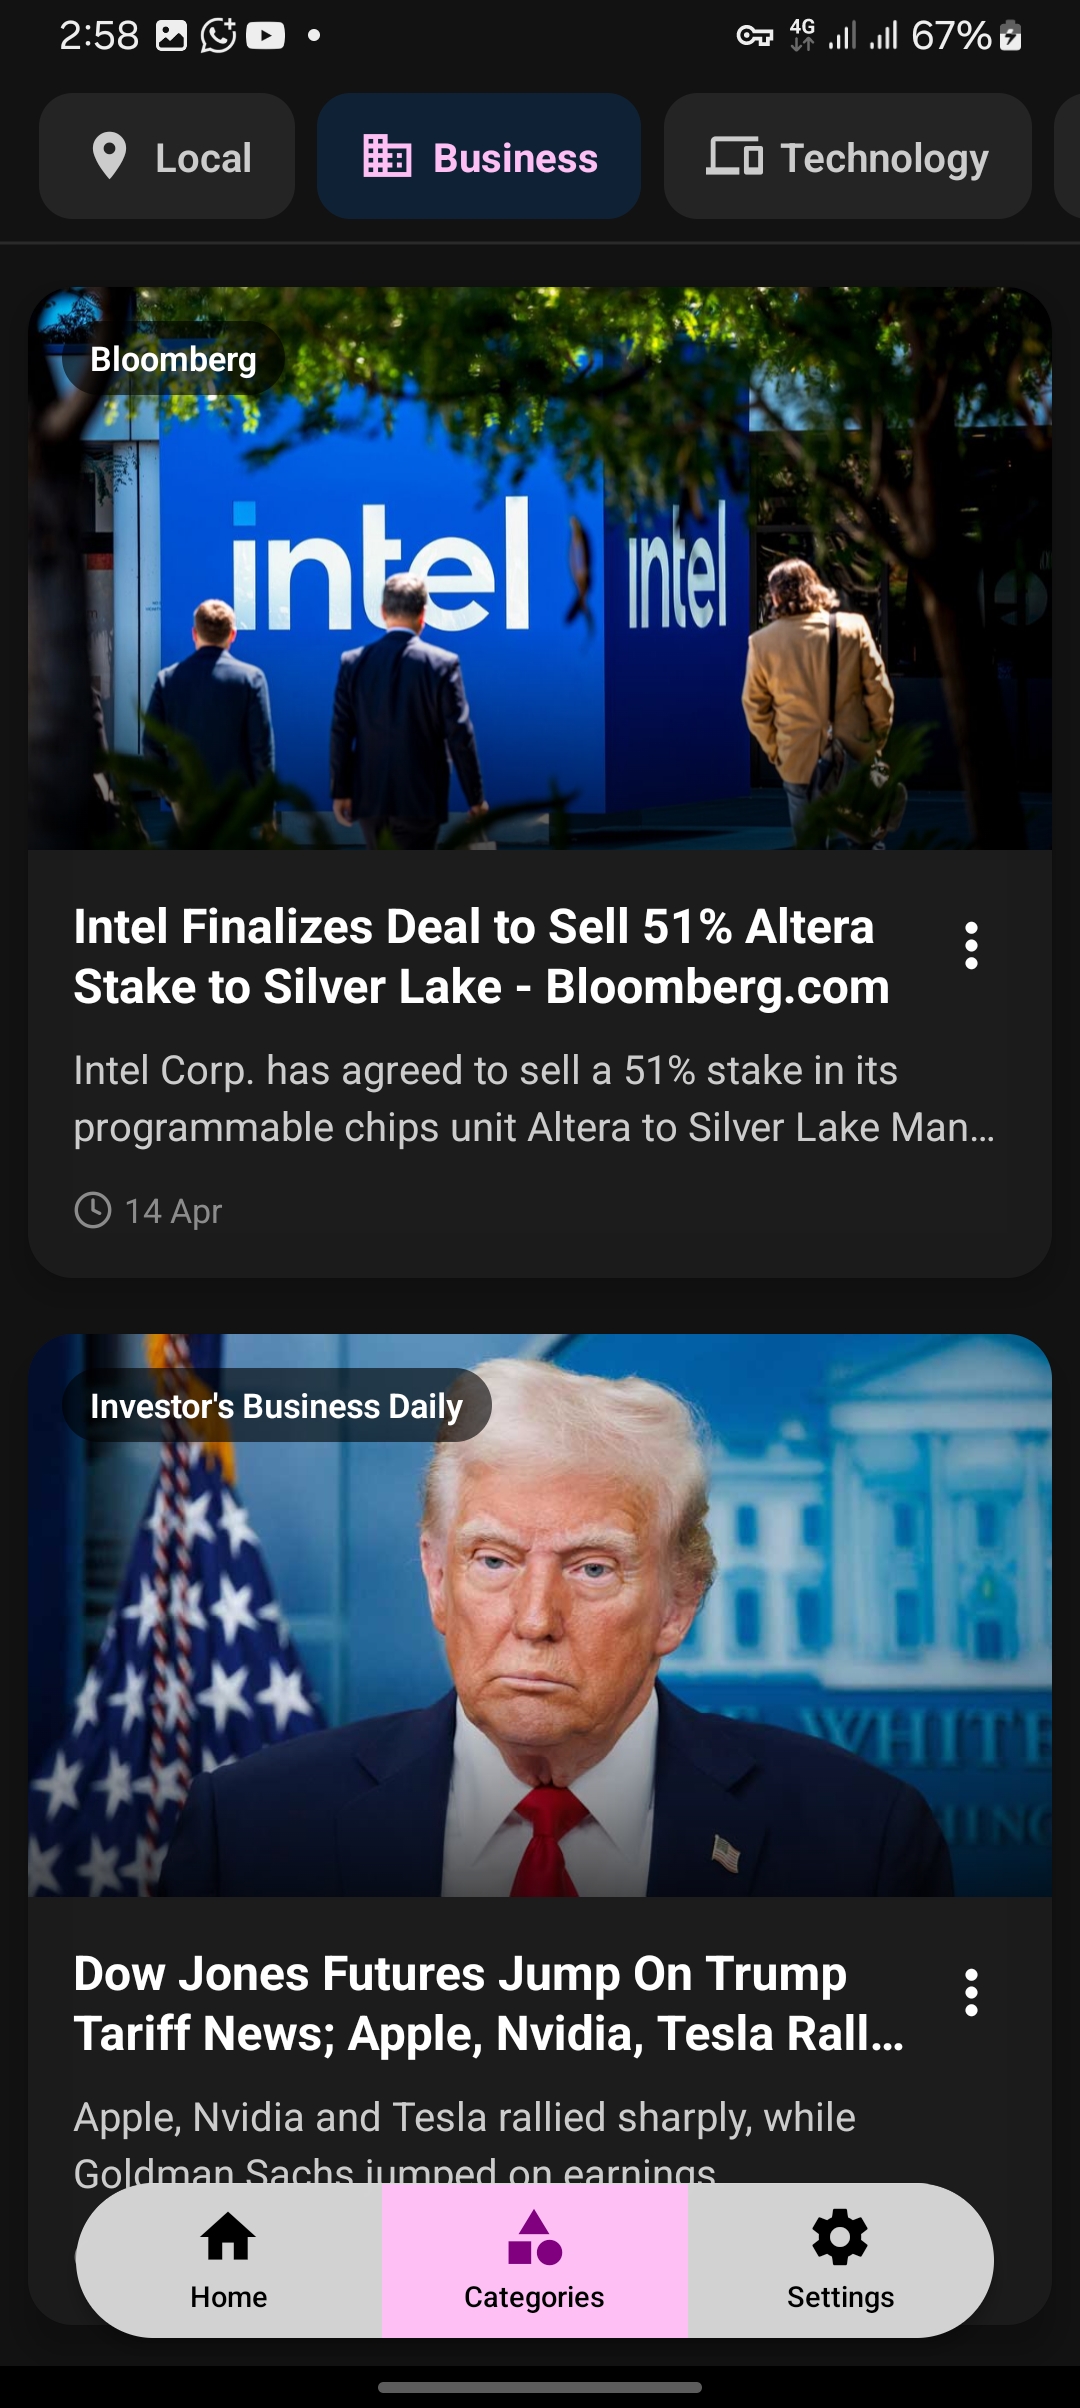 2:58 4G 67%
Local Business Technology
Bloomberg
intel intel
Intel Finalizes Deal to Sell 51% Altera
Stake to Silver Lake - Bloomberg.com
Intel Corp. has agreed to sell a 51% stake in its
programmable chips unit Altera to Silver Lake Man...
14 Apr
Investor's Business Daily
WHITE
HING
Dow Jones Futures Jump On Trump
Tariff News; Apple, Nvidia, Tesla Rall...
Apple, Nvidia and Tesla rallied sharply, while
Goldman Sachs jumped on earnings
Home Categories Settings